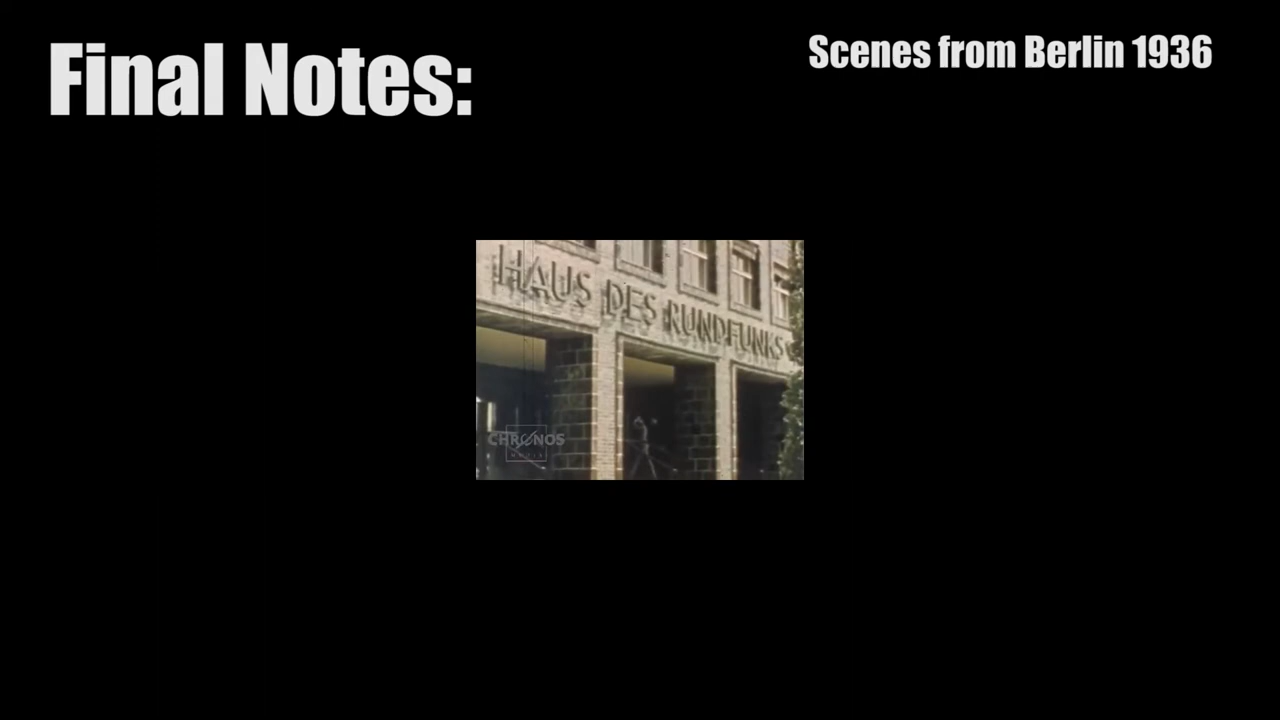 Final Notes:
Scenes from Berlin 1936
HAUS DES RUNDFUNKS
CHRONOS